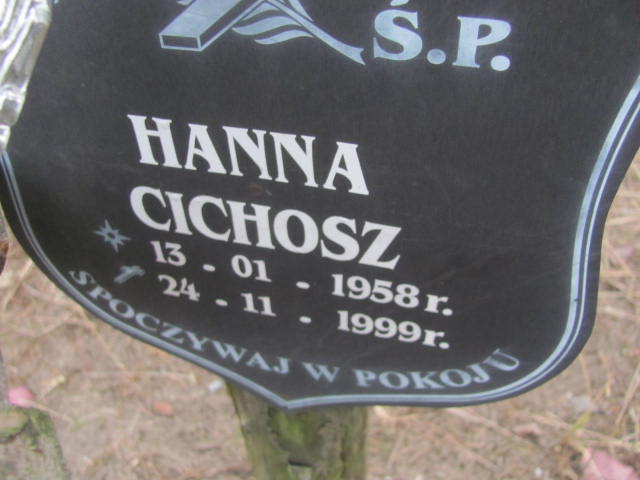 Ś.P.
HANNA
CICHOSZ
13 - 01 - 1958 r.
24 - 11 - 1999 r.
SPOCZYWAJ W POKOJU